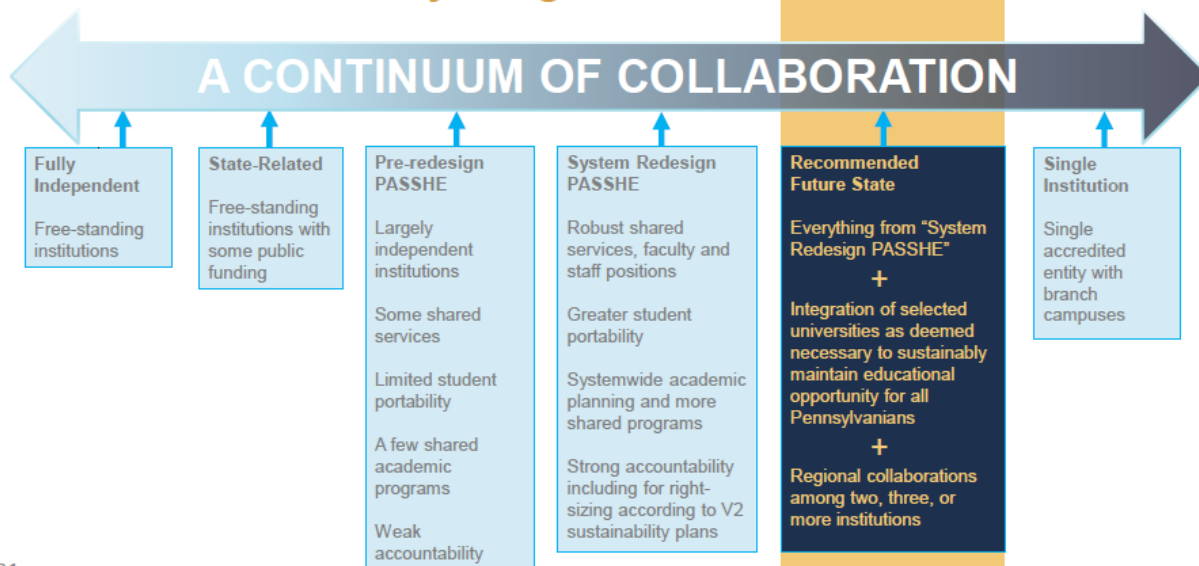 A CONTINUUM OF COLLABORATION
Fully
Independent
Free-standing
institutions
State-Related
Free-standing
institutions with
some public
funding
Pre-redesign
PASSHE
Largely
independent
institutions
Some shared
services
Limited student
portability
A few shared
academic
programs
Weak
accountability
System Redesign
PASSHE
Robust shared
services, faculty and
staff positions
Greater student
portability
Systemwide academic
planning and more
shared programs
Strong accountability
including for right-
sizing according to V2
sustainability plans
Recommended
Future State
Everything from “System
Redesign PASSHE”
+
Integration of selected
universities as deemed
necessary to sustainably
maintain educational
opportunity for all
Pennsylvanians
+
Regional collaborations
among two, three, or
more institutions
Single
Institution
Single
accredited
entity with
branch
campuses